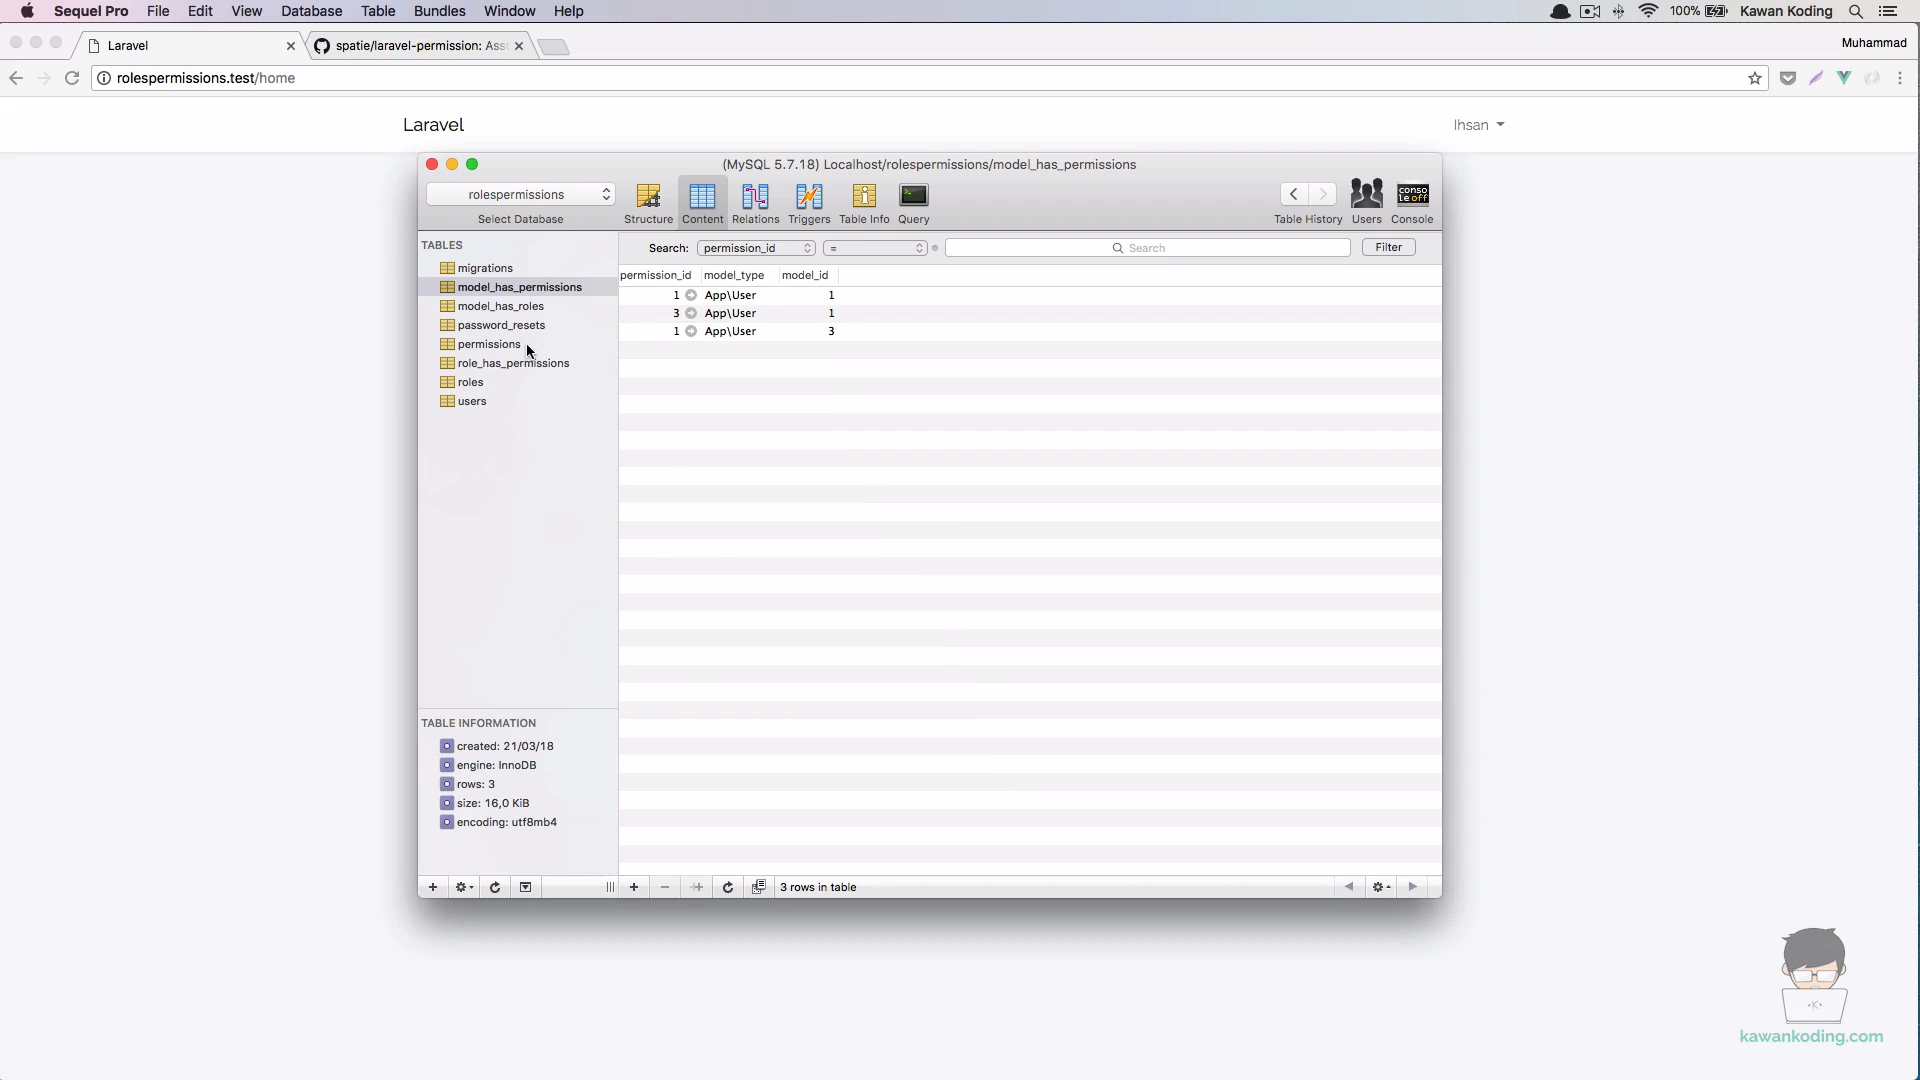 Sequel Pro File Edit View Database Table Bundles Window Help
100% Kawan Koding
Laravel
spatie/laravel-permission: Ass
Muhammad
rolespermissions.test/home
Laravel
Ihsan
(MySQL 5.7.18) Localhost/rolespermissions/model_has_permissions
rolespermissions
Select Database
Structure Content Relations Triggers Table Info Query
conso
le off
Table History Users Console
TABLES
migrations
model_has_permissions
model_has_roles
password_resets
permissions
role_has_permissions
roles
users
Search: permission_id = Search Filter
permission_id model_type model_id
1 App\User 1
3 App\User 1
1 App\User 3
TABLE INFORMATION
created: 21/03/18
engine: InnoDB
rows: 3
size: 16,0 KiB
encoding: utf8mb4
3 rows in table
<K>
kawankoding.com